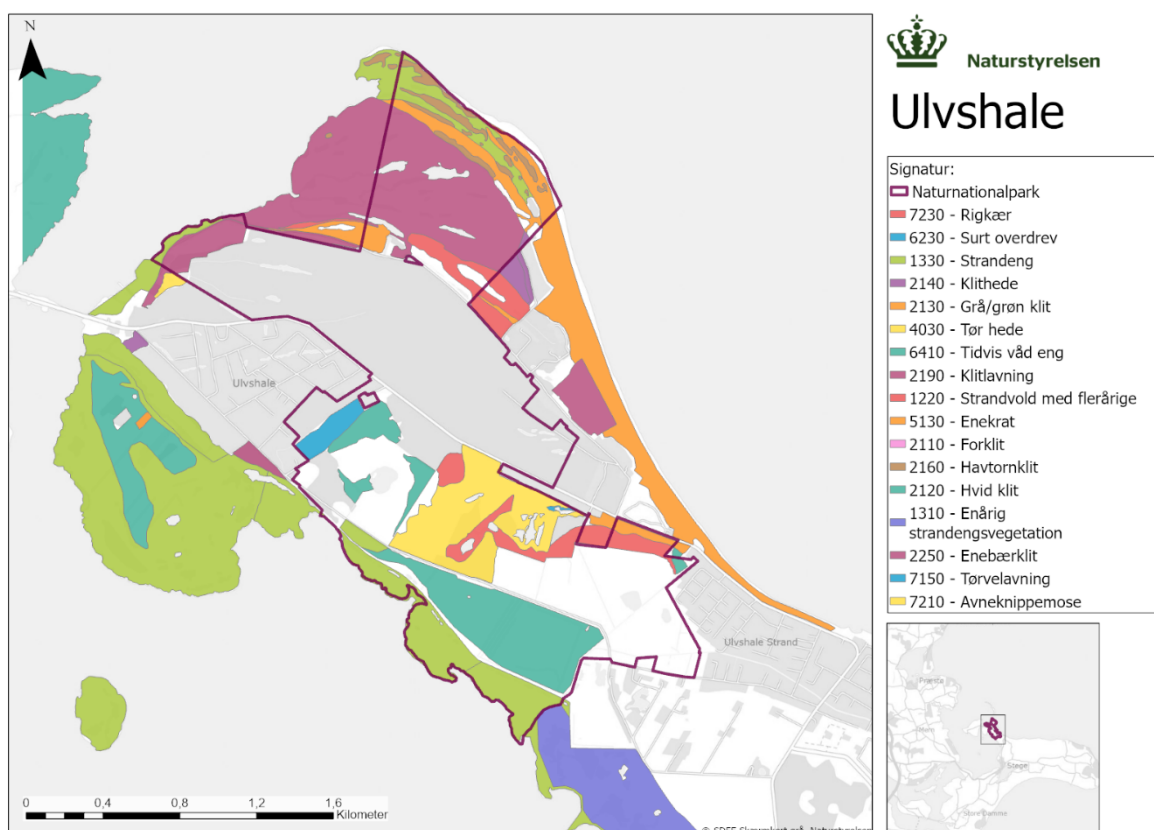 N
Naturstyrelsen
Ulvshale
Signatur:
Naturnationalpark
7230 - Rigkær
6230 - Surt overdrev
1330 - Strandeng
2140 - Klithede
2130 - Grå/grøn klit
4030 - Tør hede
6410 - Tidvis våd eng
2190 - Klitlavning
1220 - Strandvold med flerårige
5130 - Enekrat
2110 - Forklit
2160 - Havtornklit
2120 - Hvid klit
1310 - Enårig
strandengsvegetation
2250 - Enebærklit
7150 - Tørvelavning
7210 - Avneknippemose
Ulvshale
Ulvshale Strand
0 0,4 0,8 1,2 1,6
Kilometer
Præstø
Stege